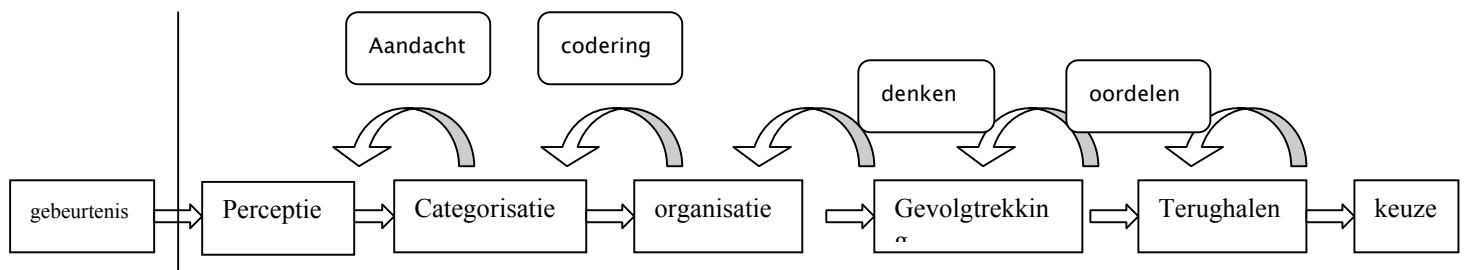 Aandacht
codering
denken
oordelen
gebeurtenis
Perceptie
Categorisatie
organisatie
Gevolgtrekkin
Terughalen
keuze